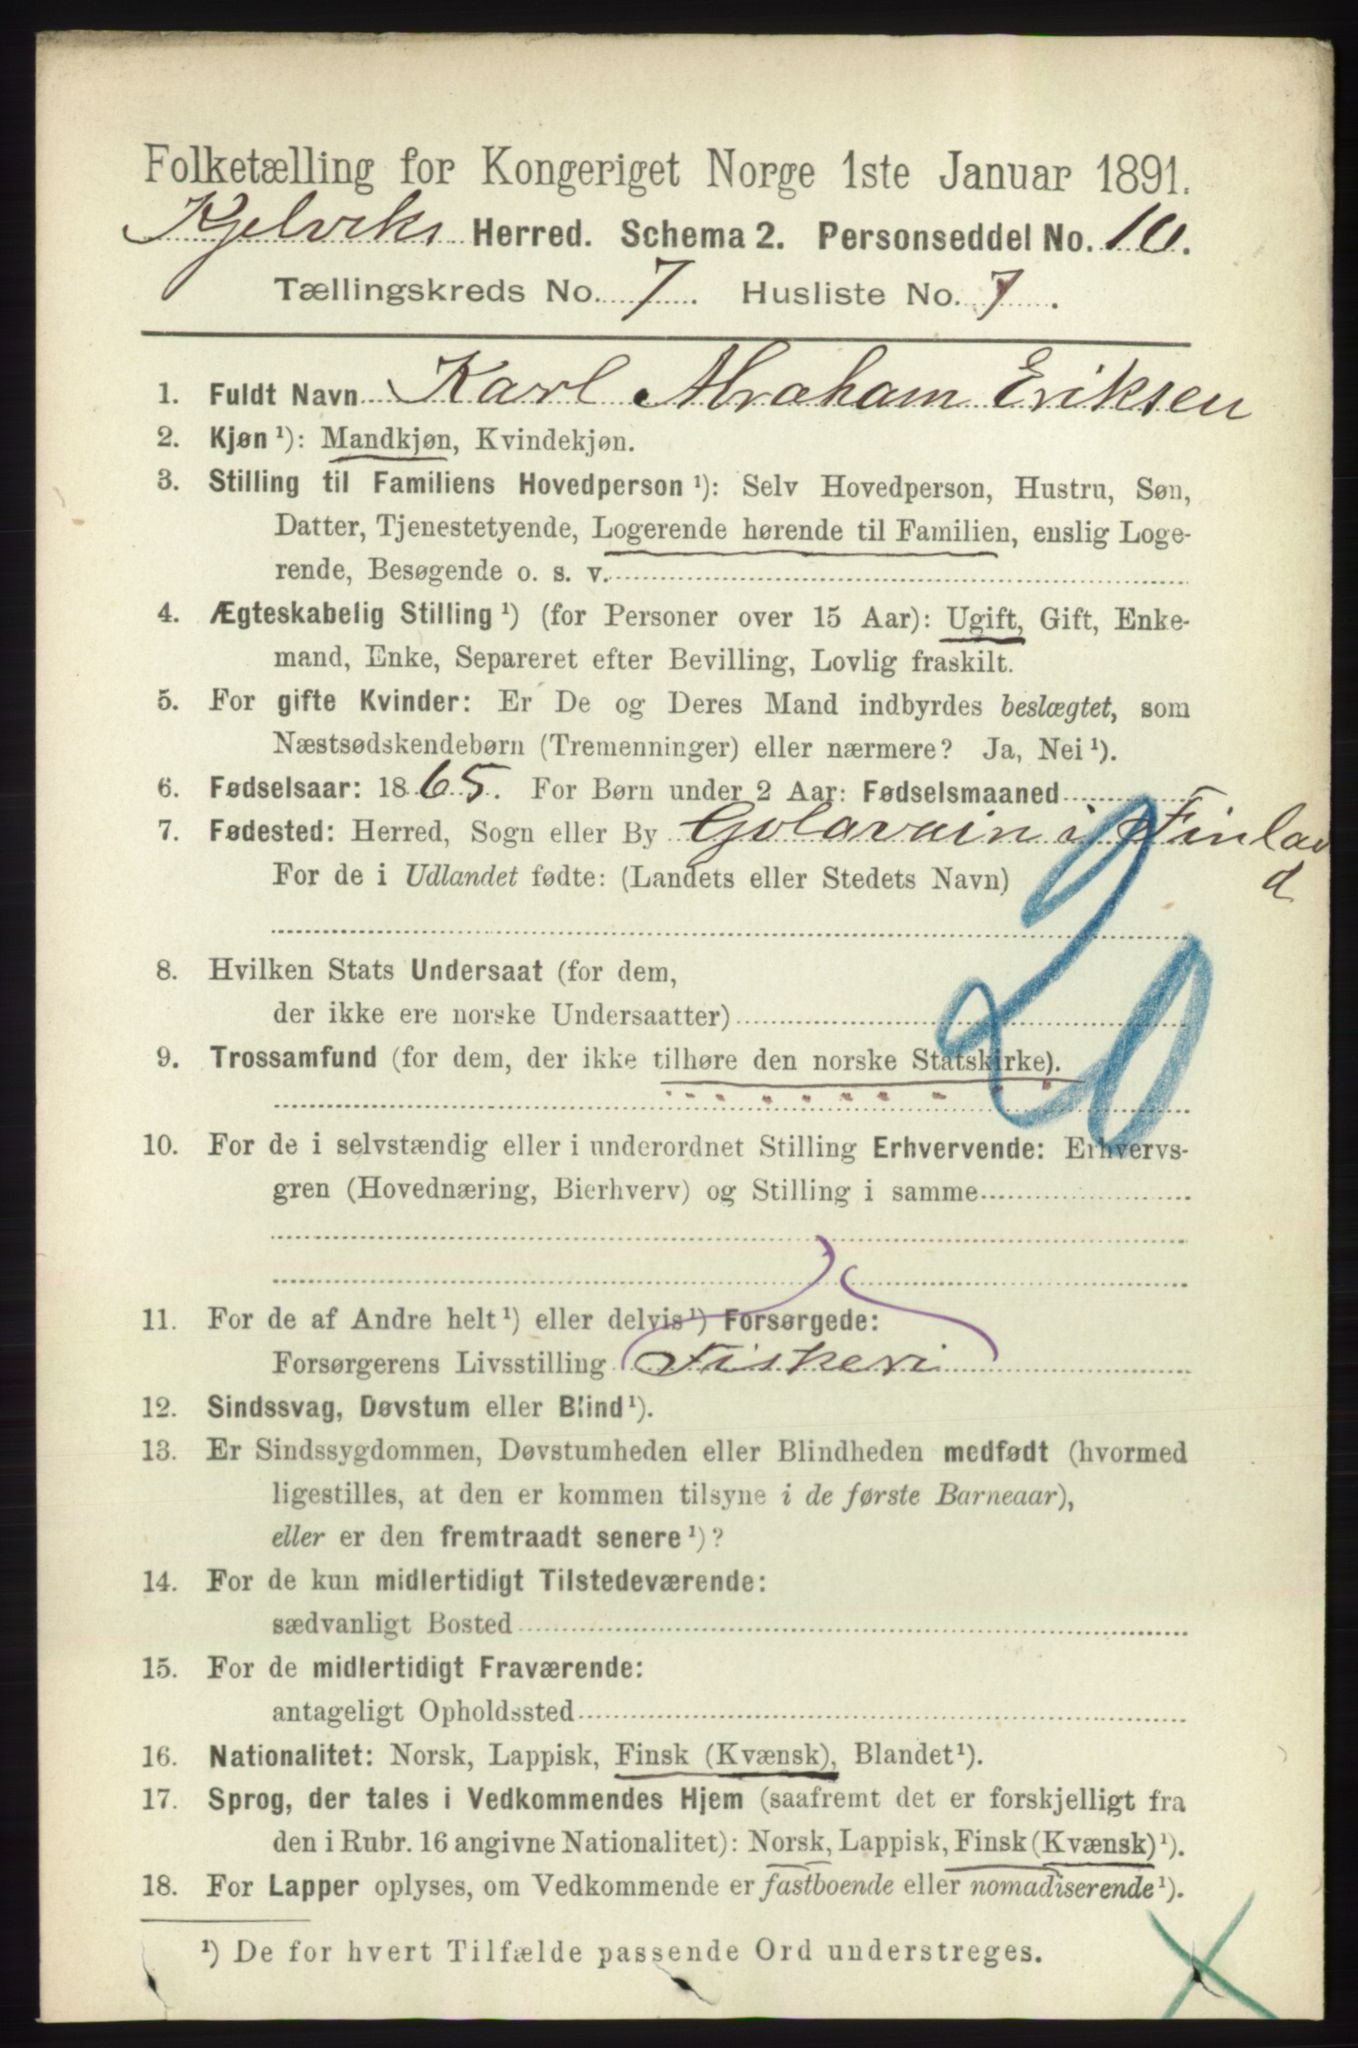 Folketælling for Kongeriget Norge 1ste Januar 1891.
Kjelviks Herred. Schema 2. Personseddel No. 10.
Tællingskreds No. 7. Husliste No. 7.
1. Fuldt Navn Karl Abraham Eriksen
2. Kjøn ¹): Mandkjøn, Kvindekjøn.
3. Stilling til Familiens Hovedperson ¹): Selv Hovedperson, Hustru, Søn,
Datter, Tjenestetyende, Logerende hørende til Familien, enslig Loge-
rende, Besøgende o. s. v.
4. Ægteskabelig Stilling ¹) (for Personer over 15 Aar): Ugift, Gift, Enke-
mand, Enke, Separeret efter Bevilling, Lovlig fraskilt.
5. For gifte Kvinder: Er De og Deres Mand indbyrdes beslægtet, som
Næstsødskendebørn (Tremenninger) eller nærmere? Ja, Nei ¹).
6. Fødselsaar: 1865. For Børn under 2 Aar: Fødselsmaaned
7. Fødested: Herred, Sogn eller By Golavain i Finlan
d
For de i Udlandet fødte: (Landets eller Stedets Navn)
20
8. Hvilken Stats Undersaat (for dem,
der ikke ere norske Undersaatter)
9. Trossamfund (for dem, der ikke tilhøre den norske Statskirke).
10. For de i selvstændig eller i underordnet Stilling Erhvervende: Erhvervs-
gren (Hovednæring, Bierhverv) og Stilling i samme
11. For de af Andre helt ¹) eller delvis ¹) Forsørgede:
Forsørgerens Livsstilling Fiskeri
12. Sindssvag, Døvstum eller Blind ¹).
13. Er Sindssygdommen, Døvstumheden eller Blindheden medfødt (hvormed
ligestilles, at den er kommen tilsyne i de første Barneaar),
eller er den fremtraadt senere ¹)?
14. For de kun midlertidigt Tilstedeværende:
sædvanligt Bosted
15. For de midlertidigt Fraværende:
antageligt Opholdssted
16. Nationalitet: Norsk, Lappisk, Finsk (Kvænsk), Blandet ¹).
17. Sprog, der tales i Vedkommendes Hjem (saafremt det er forskjelligt fra
den i Rubr. 16 angivne Nationalitet): Norsk, Lappisk, Finsk (Kvænsk) ¹).
18. For Lapper oplyses, om Vedkommende er fastboende eller nomadiserende ¹).
¹) De for hvert Tilfælde passende Ord understreges.